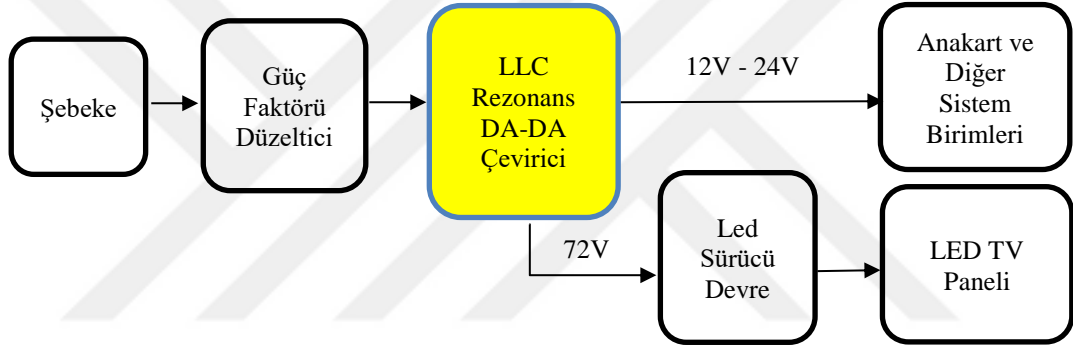 Şebeke
Güç
Faktörü
Düzeltici
LLC
Rezonans
DA-DA
Çevirici
12V - 24V
Anakart ve
Diğer
Sistem
Birimleri
72V
Led
Sürücü
Devre
LED TV
Paneli